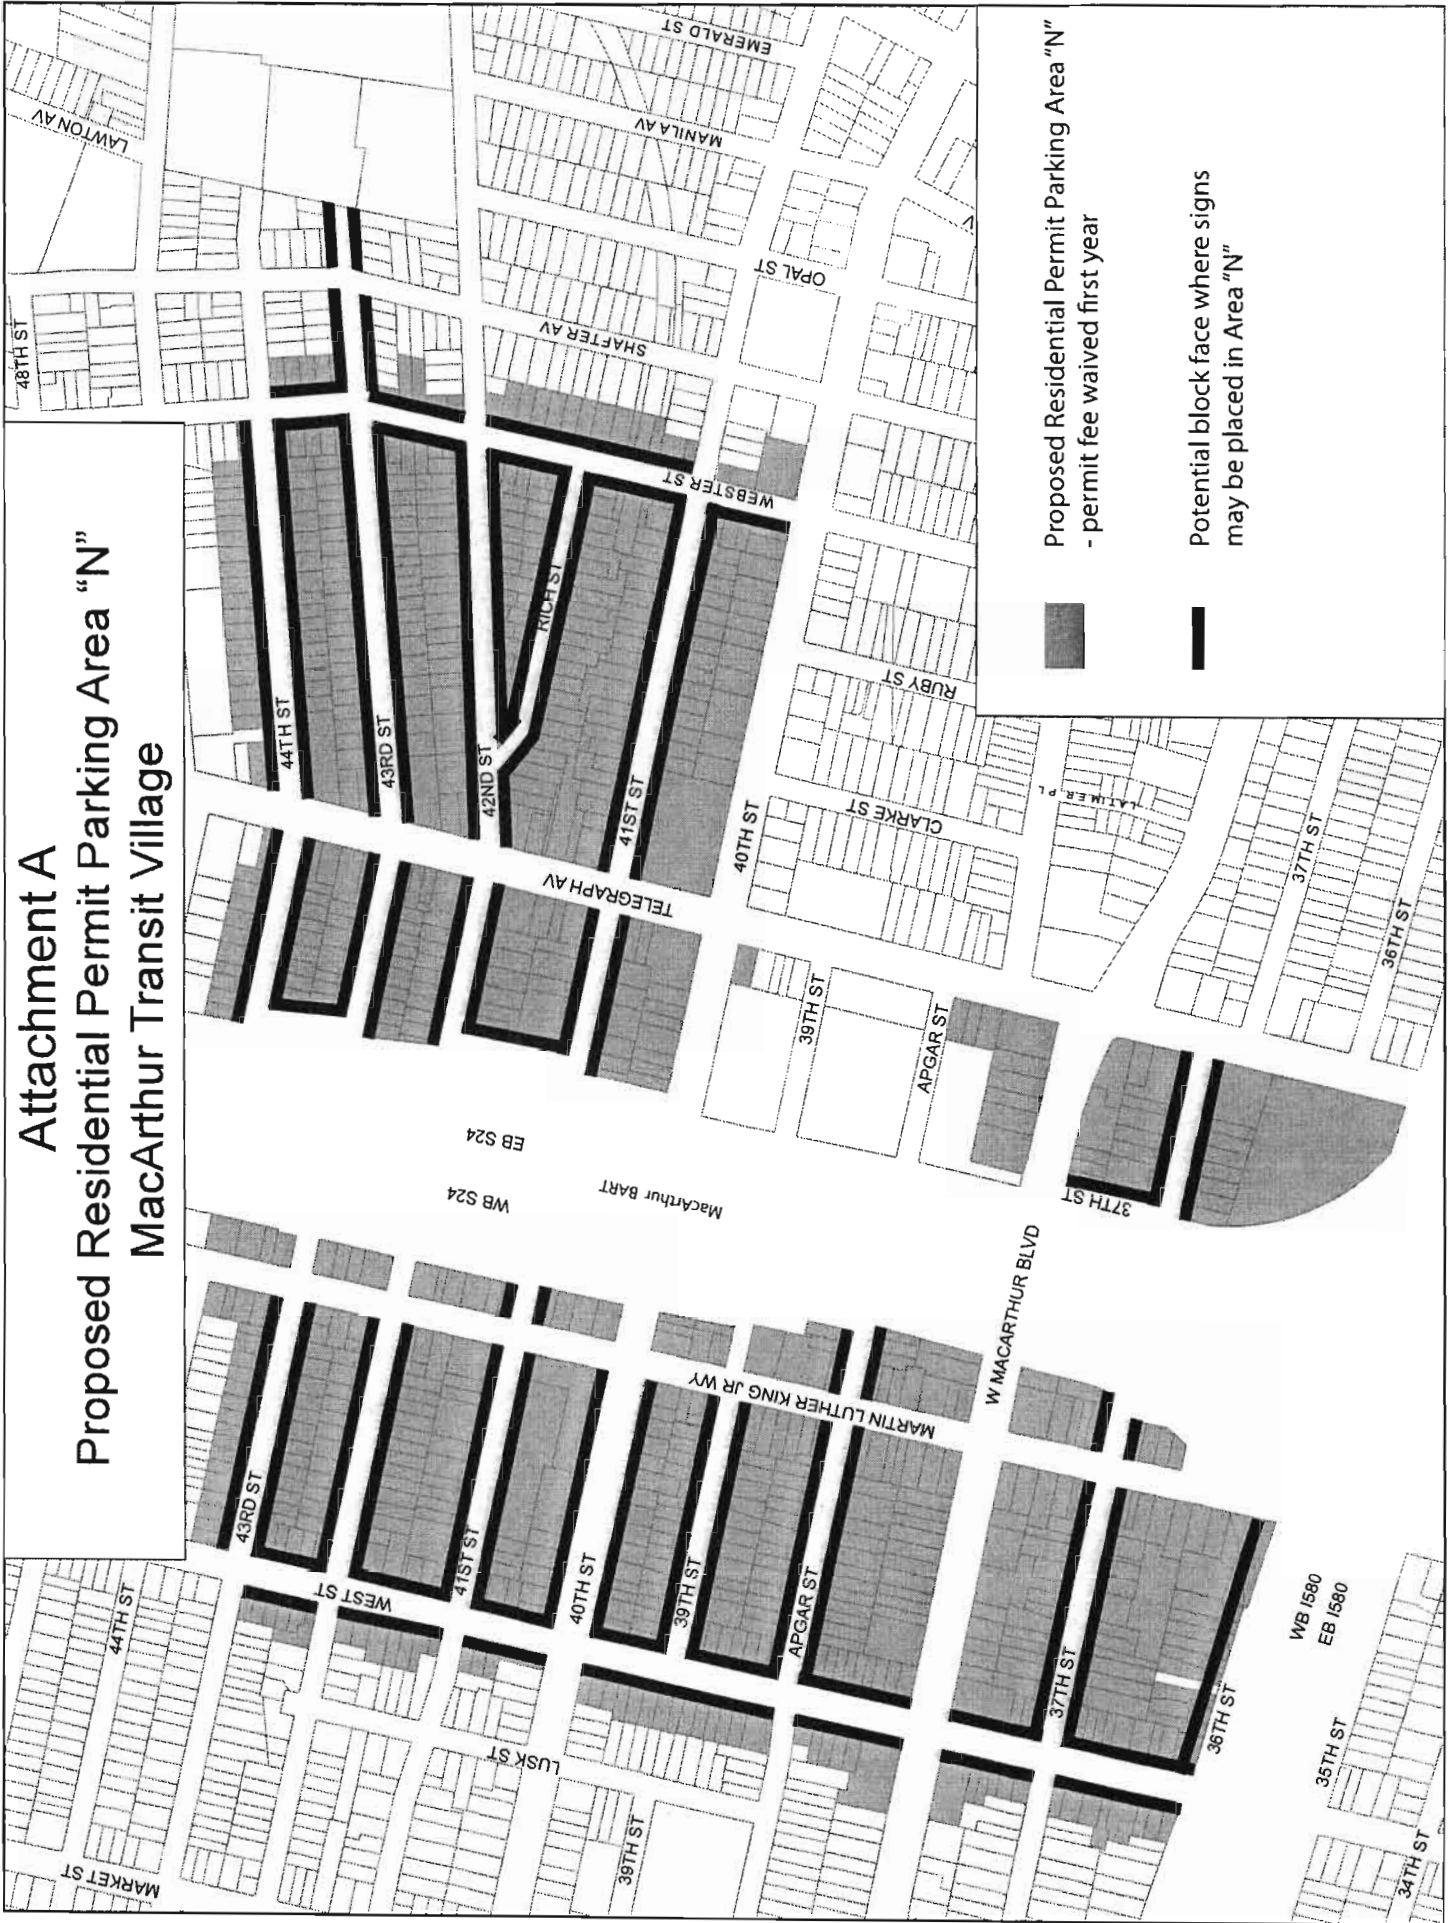 Attachment A
Proposed Residential Permit Parking Area “N”
MacArthur Transit Village
Proposed Residential Permit Parking Area “N”
- permit fee waived first year
Potential block face where signs
may be placed in Area “N”
MARKET ST
44TH ST
43RD ST
WEST ST
41ST ST
LUSK ST
40TH ST
39TH ST
39TH ST
APGAR ST
MARTIN LUTHER KING JR WY
W MACARTHUR BLVD
37TH ST
36TH ST
WB I580
EB I580
35TH ST
34TH ST
WB S24
EB S24
MacArthur BART
37TH ST
TELEGRAPH AV
44TH ST
43RD ST
42ND ST
RICH ST
41ST ST
40TH ST
39TH ST
APGAR ST
CLARKE ST
RUBY ST
LATIMER PL
37TH ST
36TH ST
WEBSTER ST
48TH ST
SHAFTER AV
OPAL ST
LAWTON AV
MANILA AV
EMERALD ST
V